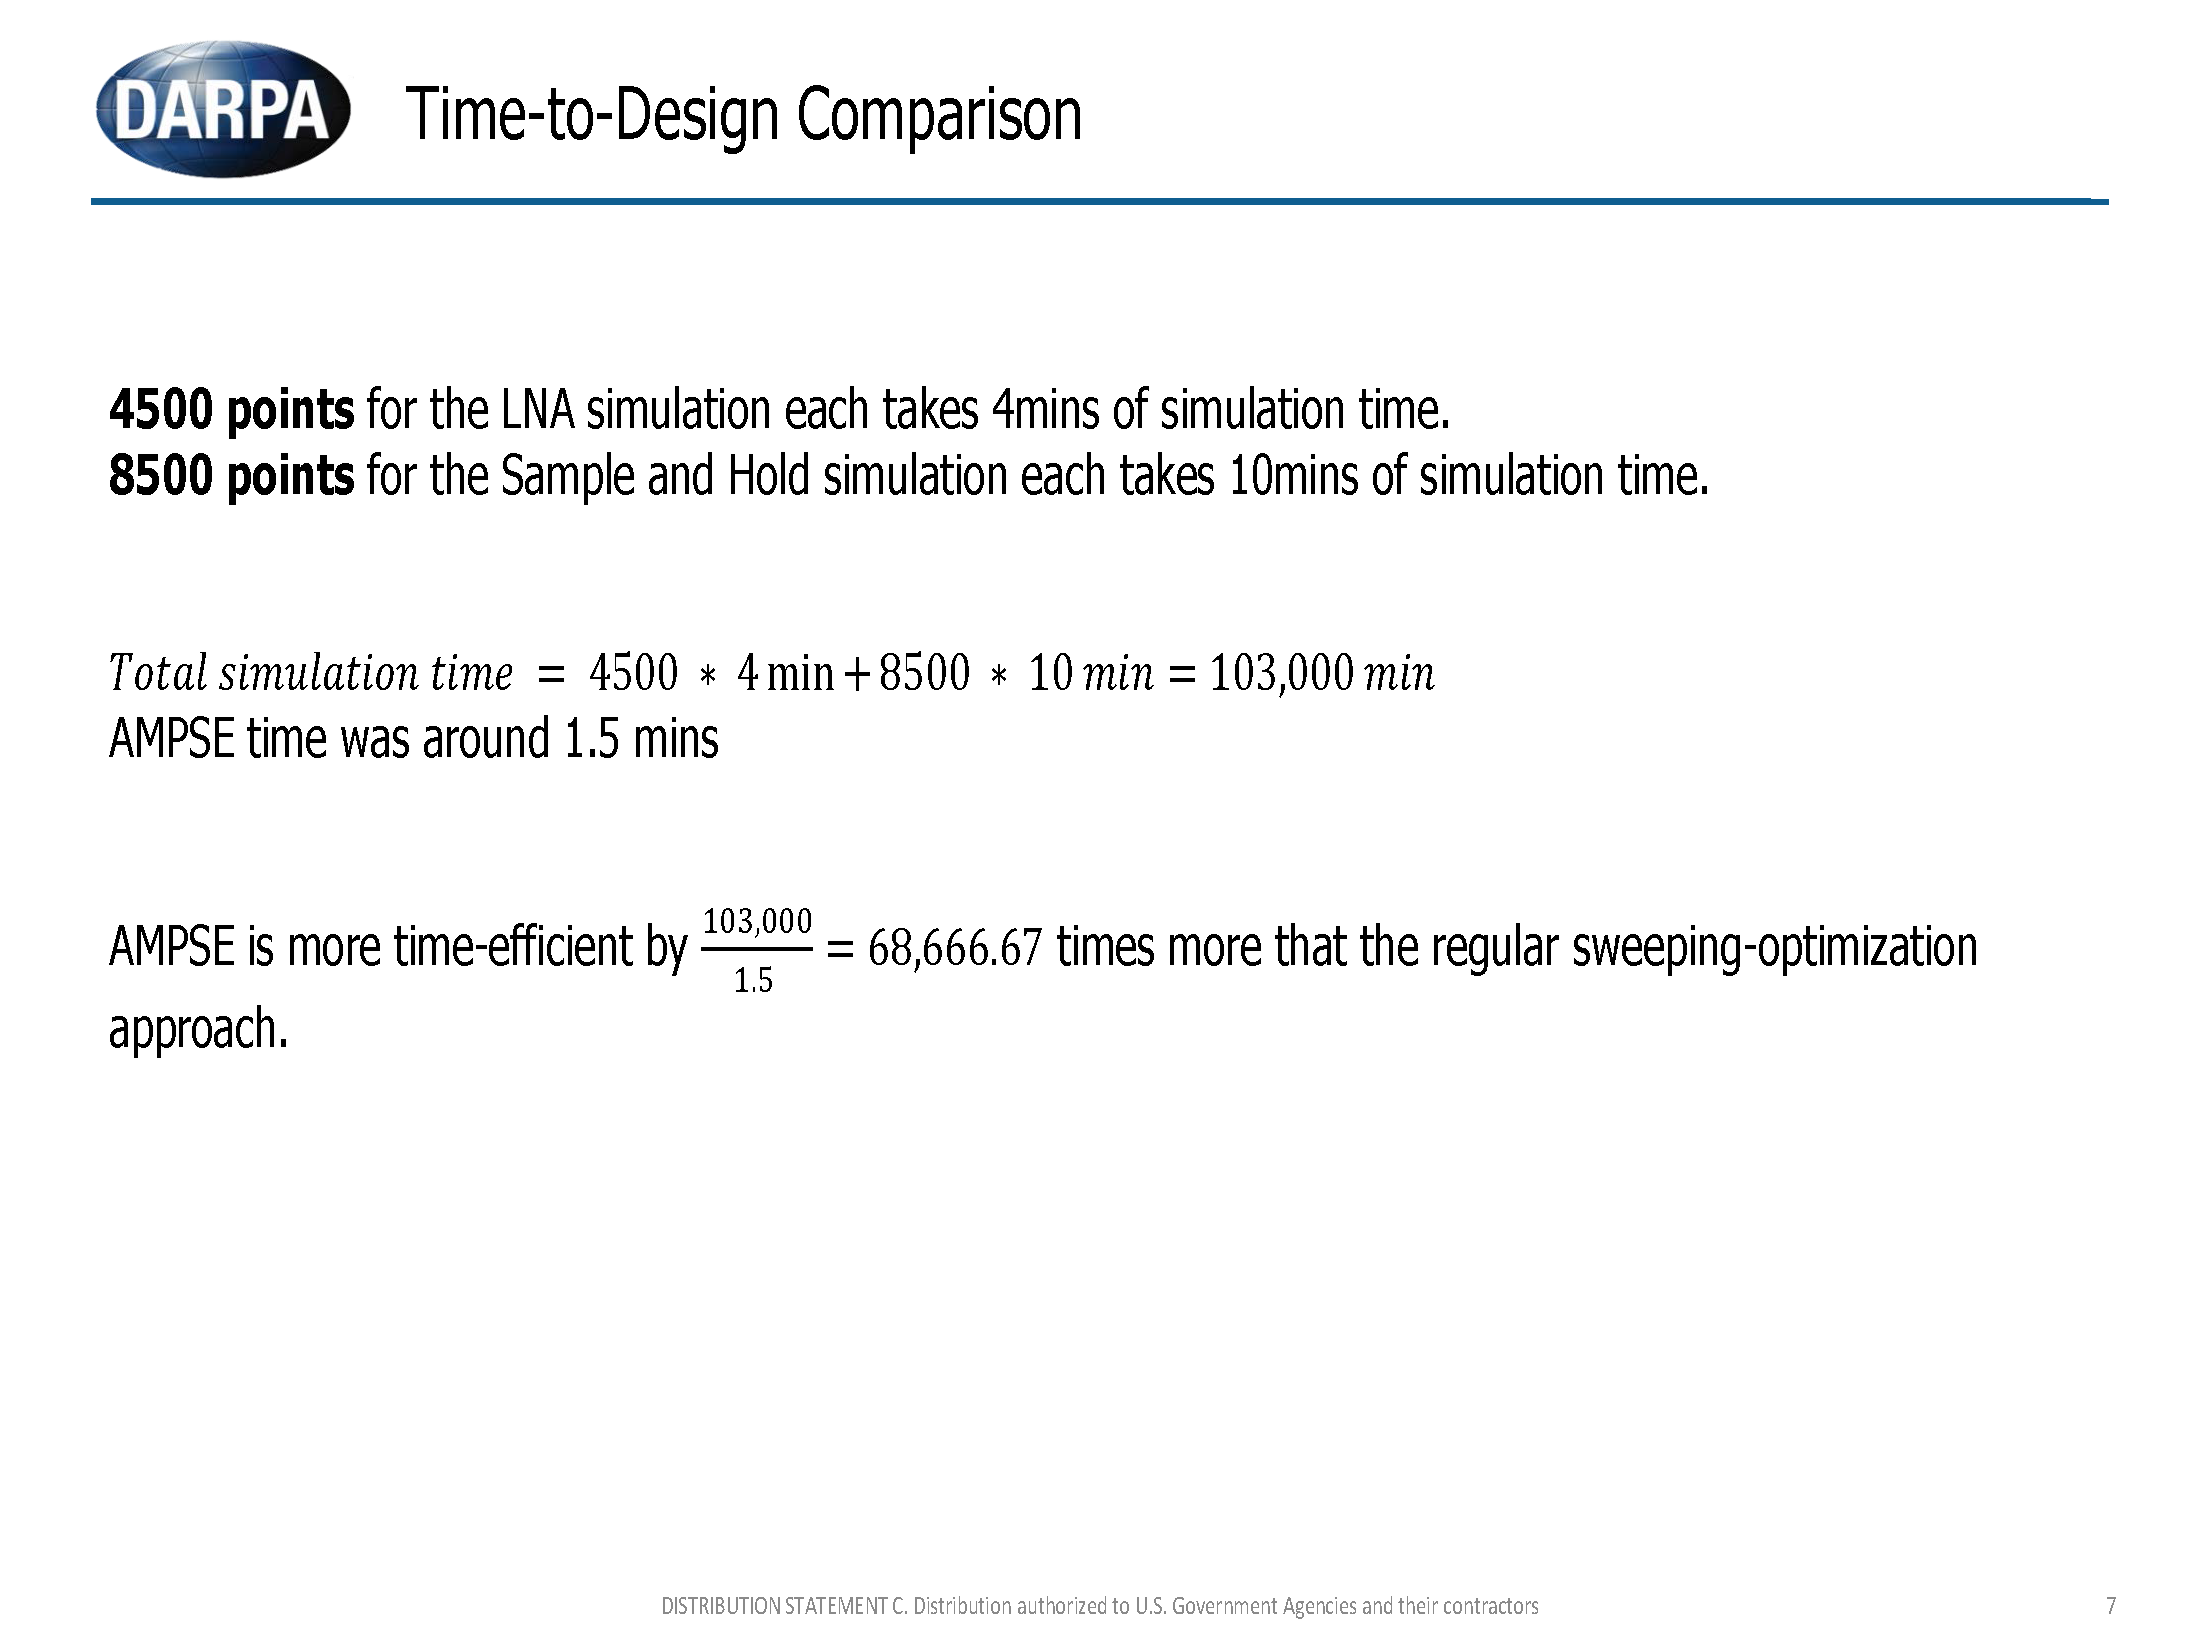 DARPA
Time-to-Design Comparison
4500 points for the LNA simulation each takes 4mins of simulation time.
8500 points for the Sample and Hold simulation each takes 10mins of simulation time.
Total simulation time = 4500 * 4 min + 8500 * 10 min = 103,000 min
AMPSE time was around 1.5 mins
AMPSE is more time-efficient by 103,000/1.5 = 68,666.67 times more that the regular sweeping-optimization
approach.
DISTRIBUTION STATEMENT C. Distribution authorized to U.S. Government Agencies and their contractors
7